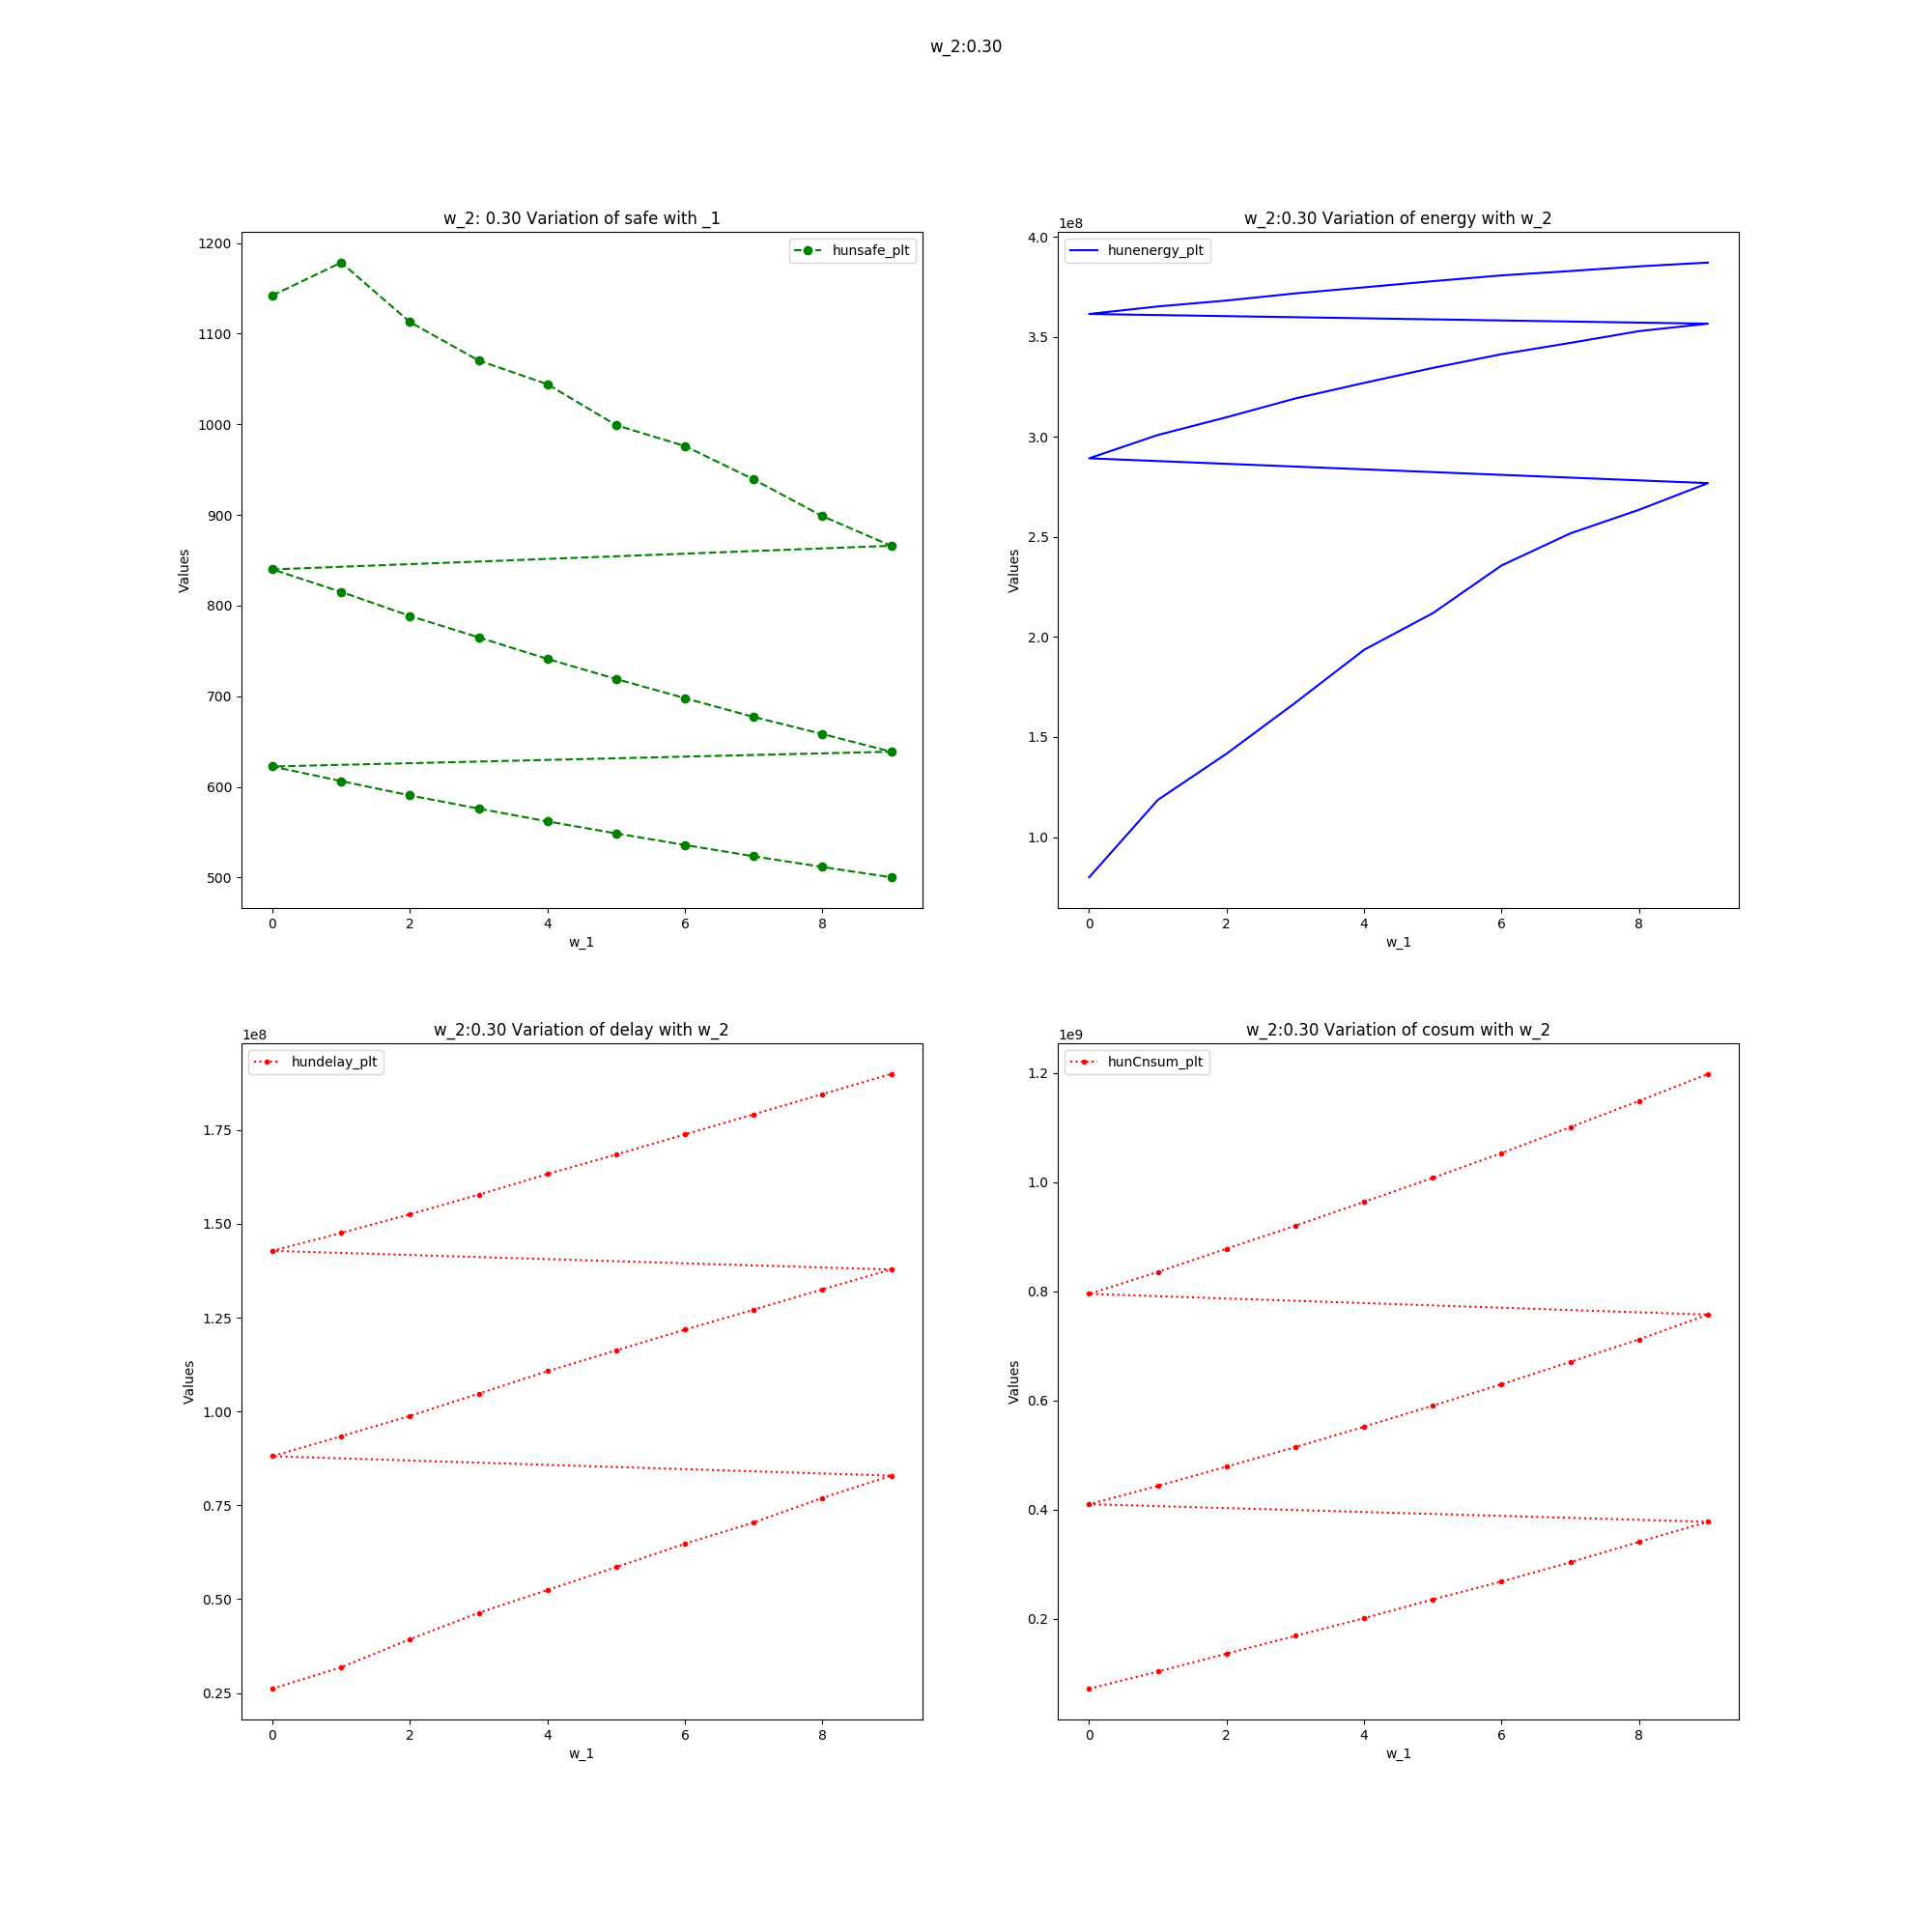 w_2:0.30
w_2: 0.30 Variation of safe with _1
hunsafe_plt
1200
1100
1000
900
800
700
600
500
Values
0 2 4 6 8
w_1
w_2:0.30 Variation of energy with w_2
1e8
hunenergy_plt
4.0
3.5
3.0
2.5
2.0
1.5
1.0
Values
0 2 4 6 8
w_1
w_2:0.30 Variation of delay with w_2
1e8
hundelay_plt
1.75
1.50
1.25
1.00
0.75
0.50
0.25
Values
0 2 4 6 8
w_1
w_2:0.30 Variation of cosum with w_2
1e9
hunCnsum_plt
1.2
1.0
0.8
0.6
0.4
0.2
Values
0 2 4 6 8
w_1